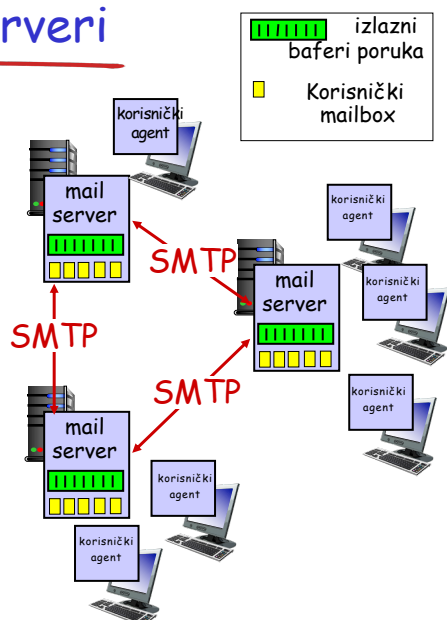 rveri
izlazni
baferi poruka
Korisnički
mailbox
korisnički
agent
mail
server
SMTP
korisnički
agent
mail
server
korisnički
agent
SMTP
SMTP
korisnički
agent
mail
server
korisnički
agent
korisnički
agent